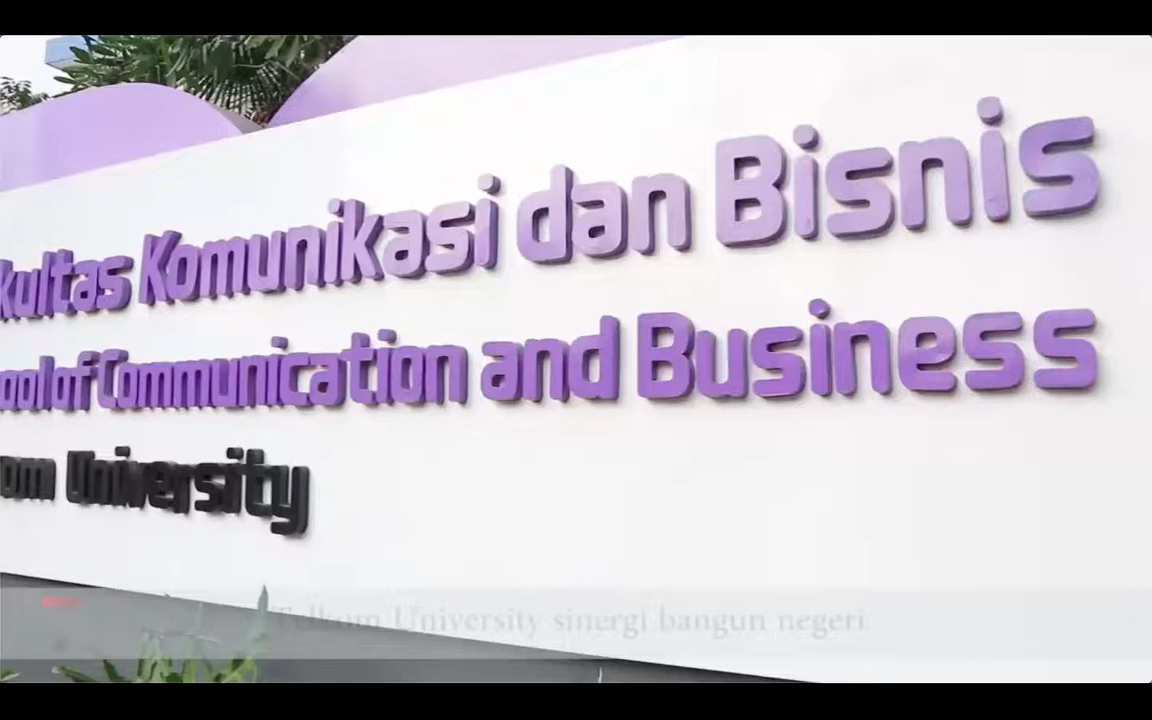 kultas Komunikasi dan Bisnis
ool of Communication and Business
om University
Telkom University sinergi bangun negeri